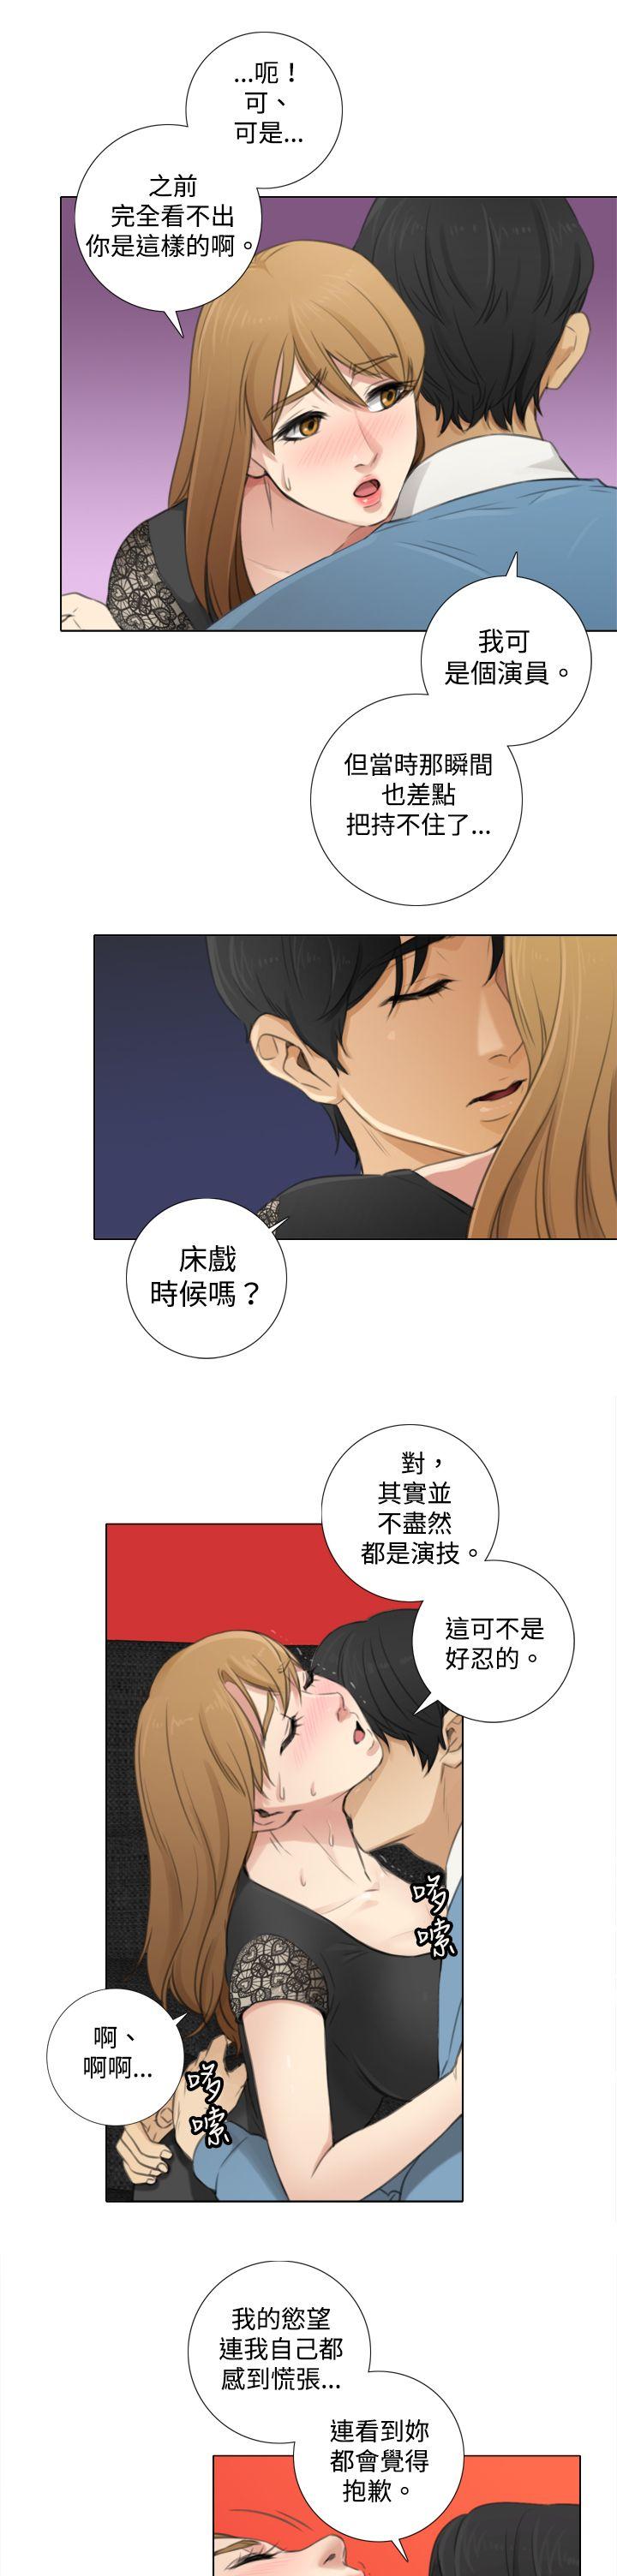 ...呃！
可、
可是...
之前
完全看不出
你是這樣的啊。
我可
是個演員。
但當時那瞬間
也差點
把持不住了...
床戲
時候嗎？
對，
其實並
不盡然
都是演技。
這可不是
好忍的。
哆
嗦
啊、
啊啊...
哆
嗦
我的慾望
連我自己都
感到慌張...
連看到妳
都會覺得
抱歉。